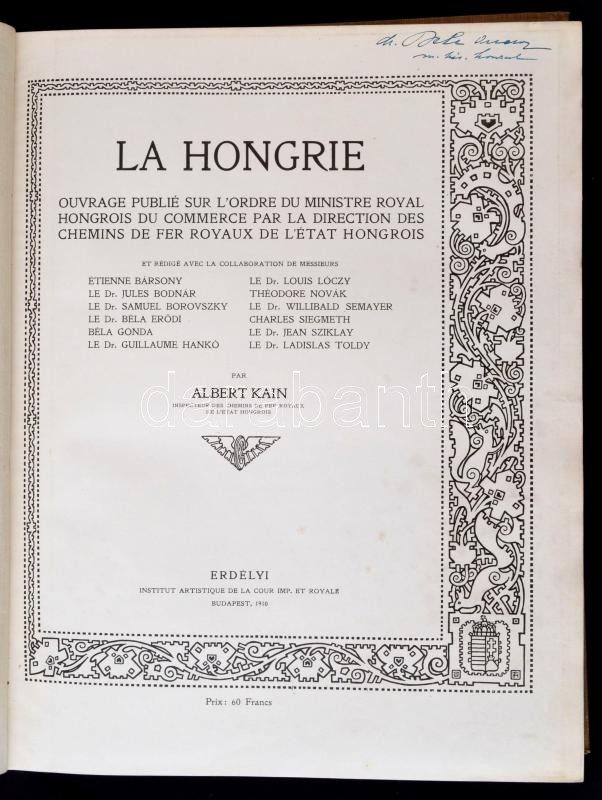 dr.
LA HONGRIE
OUVRAGE PUBLIÉ SUR L'ORDRE DU MINISTRE ROYAL
HONGROIS DU COMMERCE PAR LA DIRECTION DES
CHEMINS DE FER ROYAUX DE L'ÉTAT HONGROIS
ET RÉDIGÉ AVEC LA COLLABORATION DE MESSIEURS
ÉTIENNE BÁRSONY
LE Dr. JULES BODNÁR
LE Dr. SAMUEL BOROVSZKY
LE Dr. BÉLA ERŐDI
BÉLA GONDA
LE Dr. GUILLAUME HANKÓ
LE Dr. LOUIS LÓCZY
THÉODORE NOVÁK
LE Dr. WILLIBALD SEMAYER
CHARLES SIEGMETH
LE Dr. JEAN SZIKLAY
LE Dr. LADISLAS TOLDY
PAR
ALBERT KAIN
INSPECTEUR DES CHEMINS DE FER ROYAUX
DE L'ÉTAT HONGROIS
darabanth
ERDÉLYI
INSTITUT ARTISTIQUE DE LA COUR IMP. ET ROYALE
BUDAPEST, 1910
Prix: 60 Francs